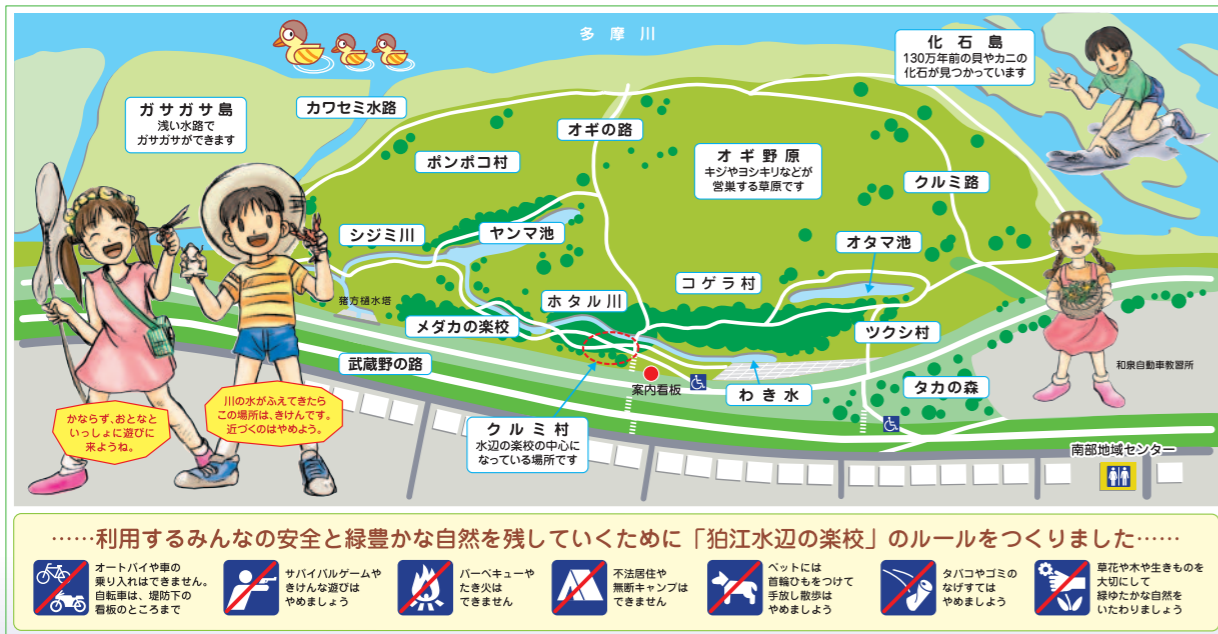 多摩川
化石島
130万年前の貝やカニの
化石が見つかっています
ガサガサ島
浅い水路で
ガサガサができます
カワセミ水路
オギの路
ポンポコ村
オギ野原
キジやヨシキリなどが
営巣する草原です
クルミ路
シジミ川
ヤンマ池
オタマ池
コゲラ村
猪方樋水塔
ホタル川
メダカの楽校
ツクシ村
武蔵野の路
案内看板
わき水
タカの森
和泉自動車教習所
川の水がふえてきたら
この場所は、きけんです。
近づくのはやめよう。
かならず、おとなと
いっしょに遊びに
来ようね。
クルミ村
水辺の楽校の中心に
なっている場所です
南部地域センター
……利用するみんなの安全と緑豊かな自然を残していくために「狛江水辺の楽校」のルールをつくりました……
オートバイや車の
乗り入れはできません。
自転車は、堤防下の
看板のところまで
サバイバルゲームや
きけんな遊びは
やめましょう
バーベキューや
たき火は
できません
不法居住や
無断キャンプは
できません
ペットには
首輪ひもをつけて
手放し散歩は
やめましょう
タバコやゴミの
なげすては
やめましょう
草花や木や生きものを
大切にして
緑ゆたかな自然を
いたわりましょう